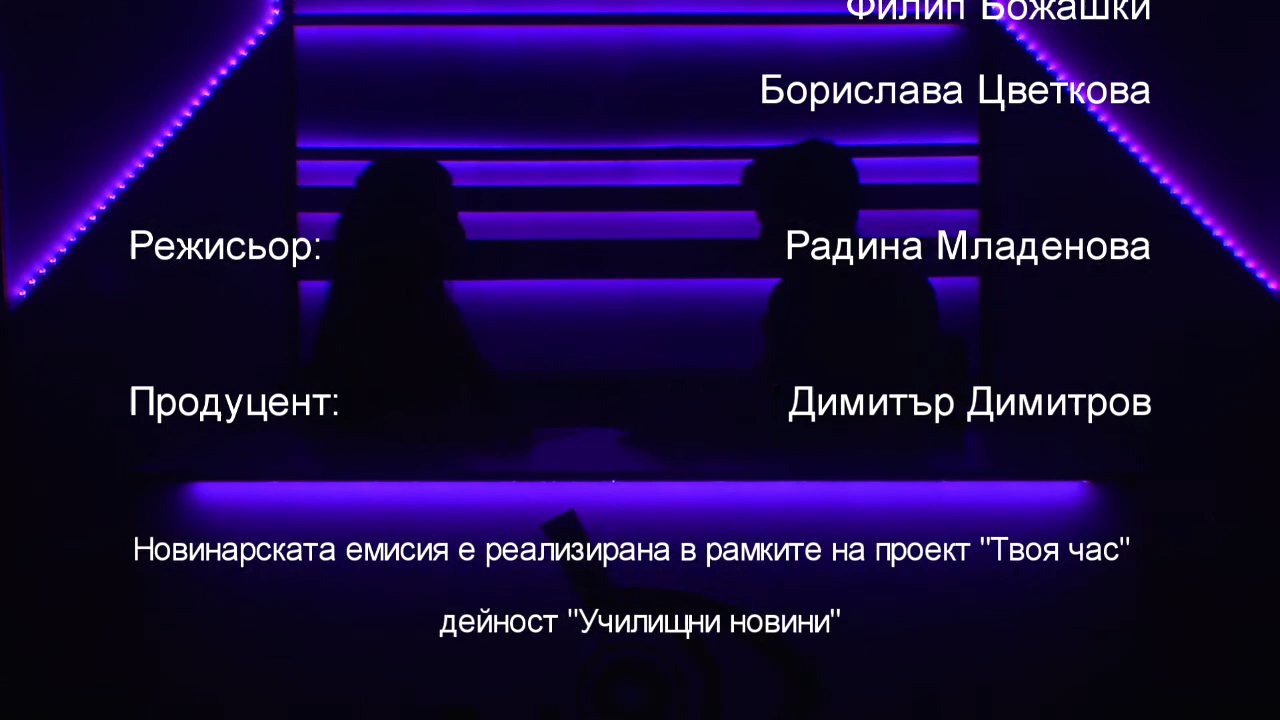 Филип Божашки
Борислава Цветкова
Режисьор: Радина Младенова
Продуцент: Димитър Димитров
Новинарската емисия е реализирана в рамките на проект "Твоя час"
дейност "Училищни новини"